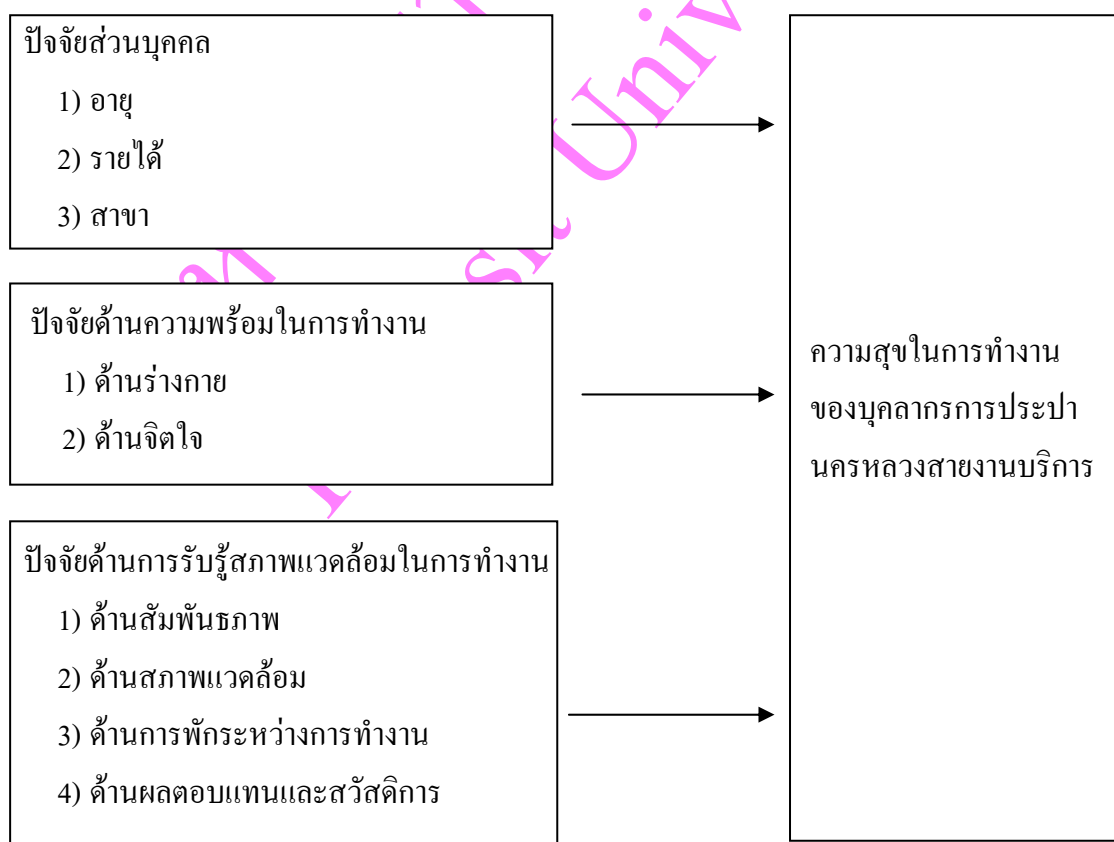 ปัจจัยส่วนบุคคล
1) อายุ
2) รายได้
3) สาขา
ปัจจัยด้านความพร้อมในการทำงาน
1) ด้านร่างกาย
2) ด้านจิตใจ
ปัจจัยด้านการรับรู้สภาพแวดล้อมในการทำงาน
1) ด้านสัมพันธภาพ
2) ด้านสภาพแวดล้อม
3) ด้านการพักระหว่างการทำงาน
4) ด้านผลตอบแทนและสวัสดิการ
ความสุขในการทำงาน
ของบุคลากรการประปา
นครหลวงสายงานบริการ